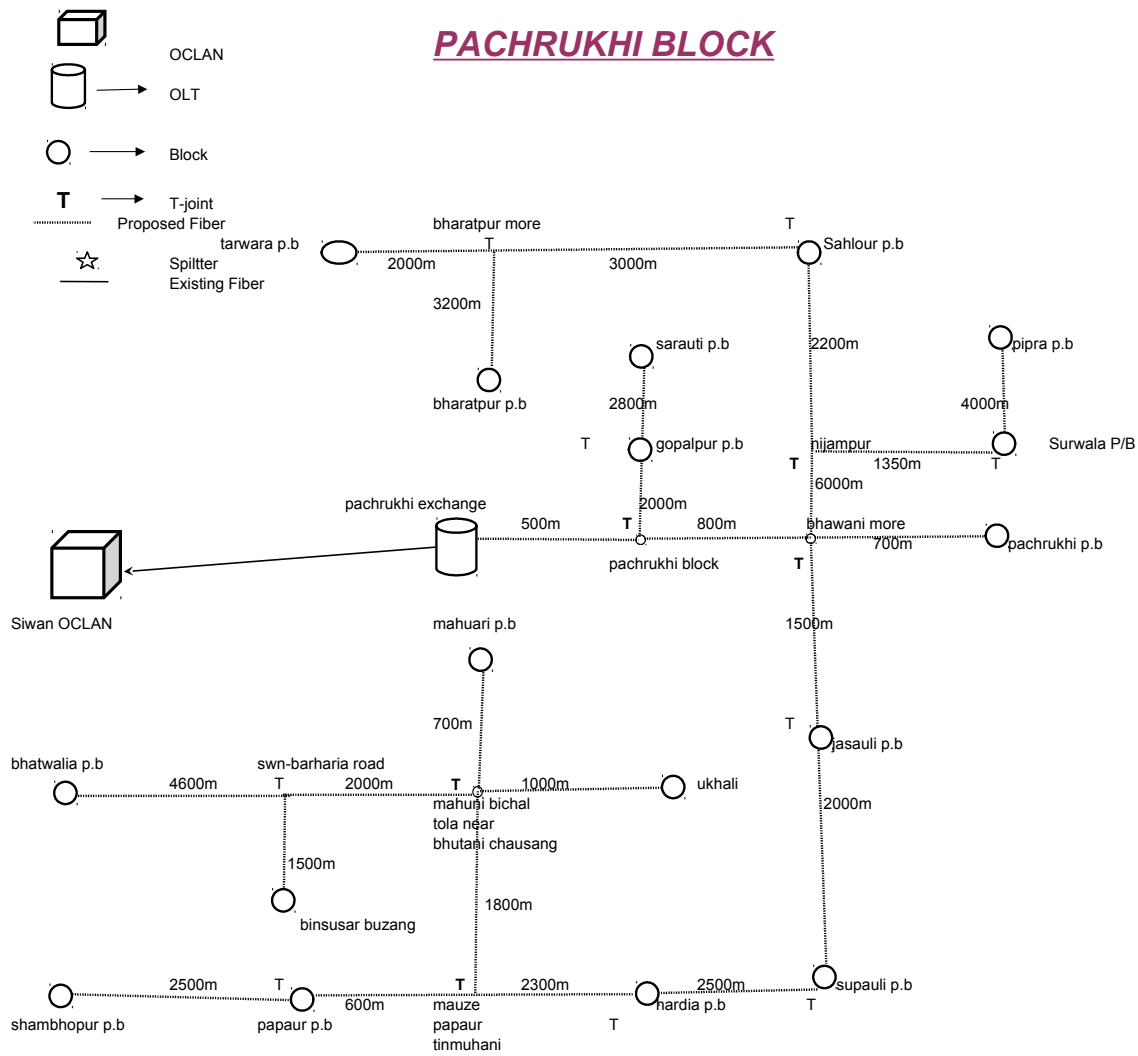 PACHRUKHI BLOCK
OCLAN
OLT
Block
T
T-joint
Proposed Fiber
Spiltter
Existing Fiber
bharatpur more
T
tarwara p.b
T
Sahlour p.b
2000m
3000m
3200m
sarauti p.b
2200m
pipra p.b
bharatpur p.b
2800m
4000m
T
gopalpur p.b
nijampur
Surwala P/B
T
1350m
T
6000m
pachrukhi exchange
2000m
500m
T
800m
bhawani more
700m
pachrukhi p.b
pachrukhi block
T
Siwan OCLAN
mahuari p.b
1500m
700m
T
jasauli p.b
bhatwalia p.b
swn-barharia road
4600m
T
2000m
T
1000m
ukhali
mahuni bichal
tola near
bhutani chausang
2000m
1500m
1800m
binsusar buzang
2500m
T
T
2300m
2500m
supauli p.b
600m
hardia p.b
T
shambhopur p.b
papaur p.b
mauze
papaur
tinmuhani
T